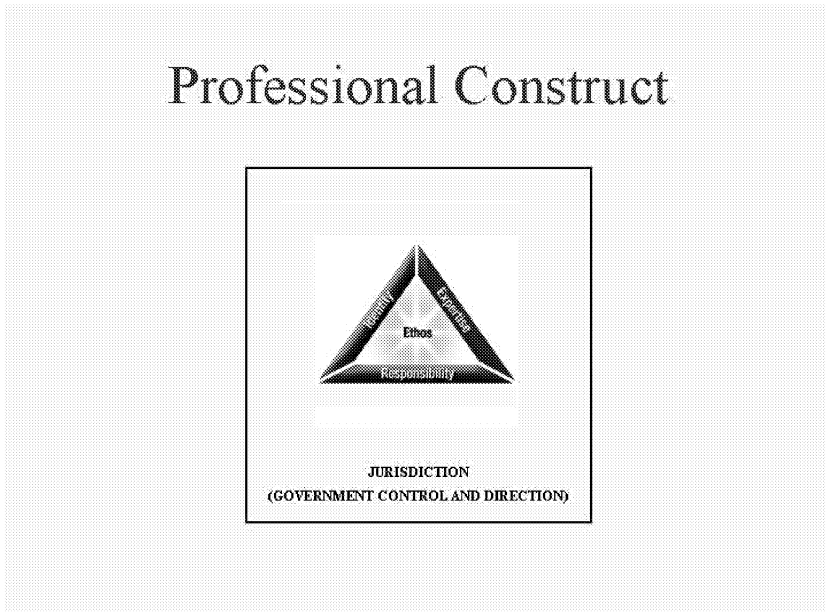 Professional Construct
Identity
Expertise
Ethos
Responsibility
JURISDICTION
(GOVERNMENT CONTROL AND DIRECTION)